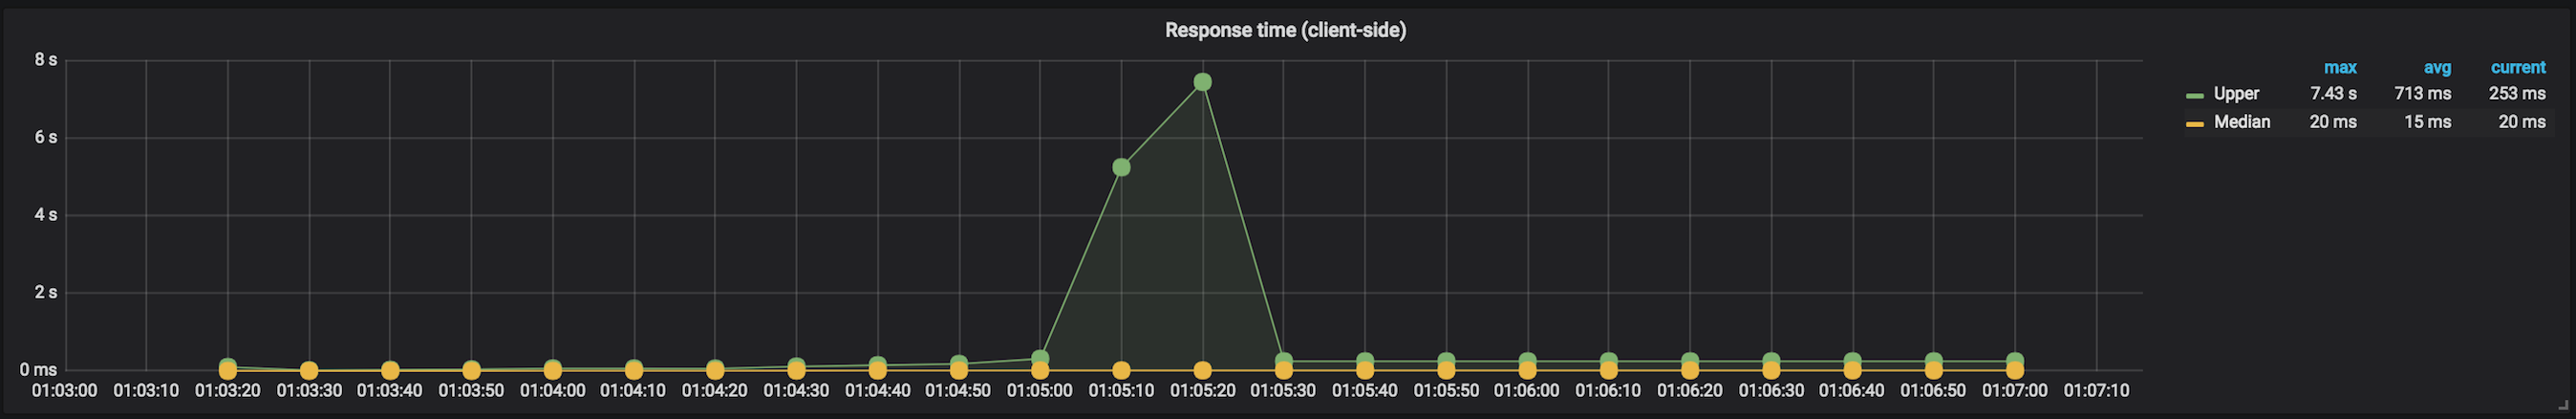 Response time (client-side)
8 s
6 s
4 s
2 s
0 ms
01:03:00 01:03:10 01:03:20 01:03:30 01:03:40 01:03:50 01:04:00 01:04:10 01:04:20 01:04:30 01:04:40 01:04:50 01:05:00 01:05:10 01:05:20 01:05:30 01:05:40 01:05:50 01:06:00 01:06:10 01:06:20 01:06:30 01:06:40 01:06:50 01:07:00 01:07:10
max avg current
Upper 7.43 s 713 ms 253 ms
Median 20 ms 15 ms 20 ms